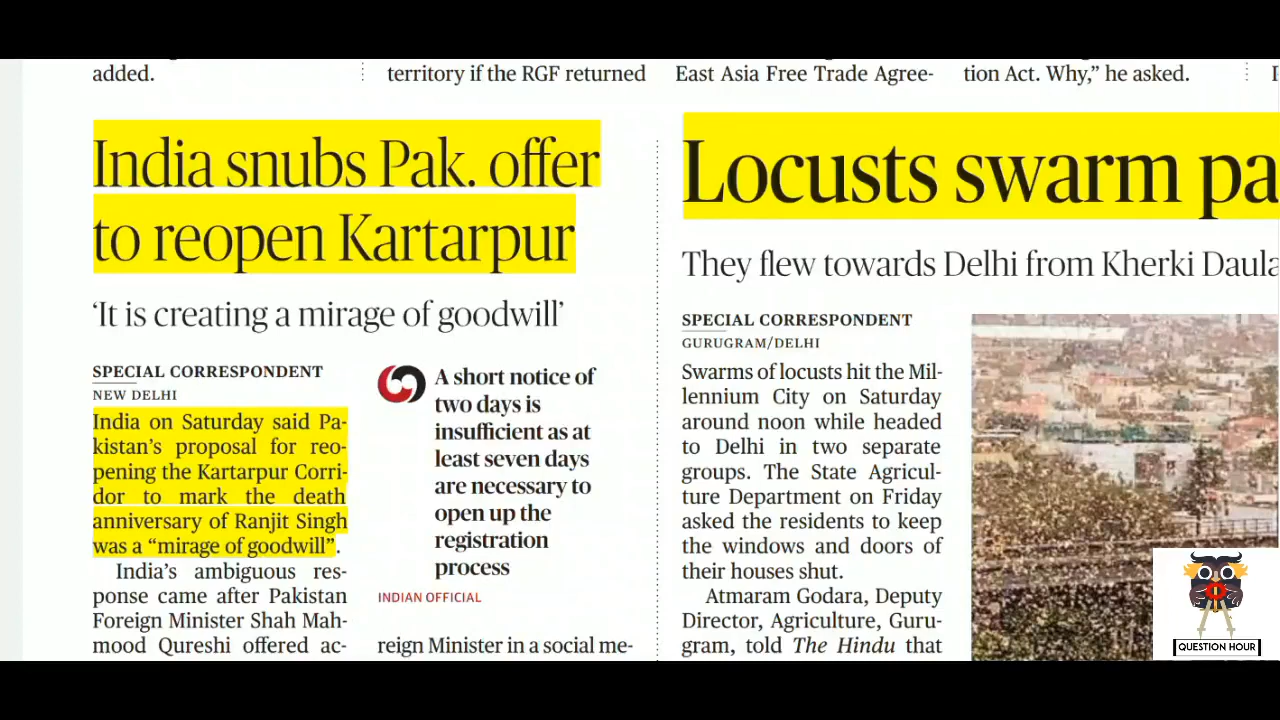 added.
territory if the RGF returned
East Asia Free Trade Agree-
tion Act. Why,” he asked.
India snubs Pak. offer
to reopen Kartarpur
‘It is creating a mirage of goodwill’
SPECIAL CORRESPONDENT
NEW DELHI
India on Saturday said Pa-
kistan’s proposal for reo-
pening the Kartarpur Corri-
dor to mark the death
anniversary of Ranjit Singh
was a “mirage of goodwill”.
India’s ambiguous res-
ponse came after Pakistan
Foreign Minister Shah Mah-
mood Qureshi offered ac-
A short notice of
two days is
insufficient as at
least seven days
are necessary to
open up the
registration
process
INDIAN OFFICIAL
reign Minister in a social me-
Locusts swarm pa
They flew towards Delhi from Kherki Daula
SPECIAL CORRESPONDENT
GURUGRAM/DELHI
Swarms of locusts hit the Mil-
lennium City on Saturday
around noon while headed
to Delhi in two separate
groups. The State Agricul-
ture Department on Friday
asked the residents to keep
the windows and doors of
their houses shut.
Atmaram Godara, Deputy
Director, Agriculture, Guru-
gram, told The Hindu that
QUESTION HOUR